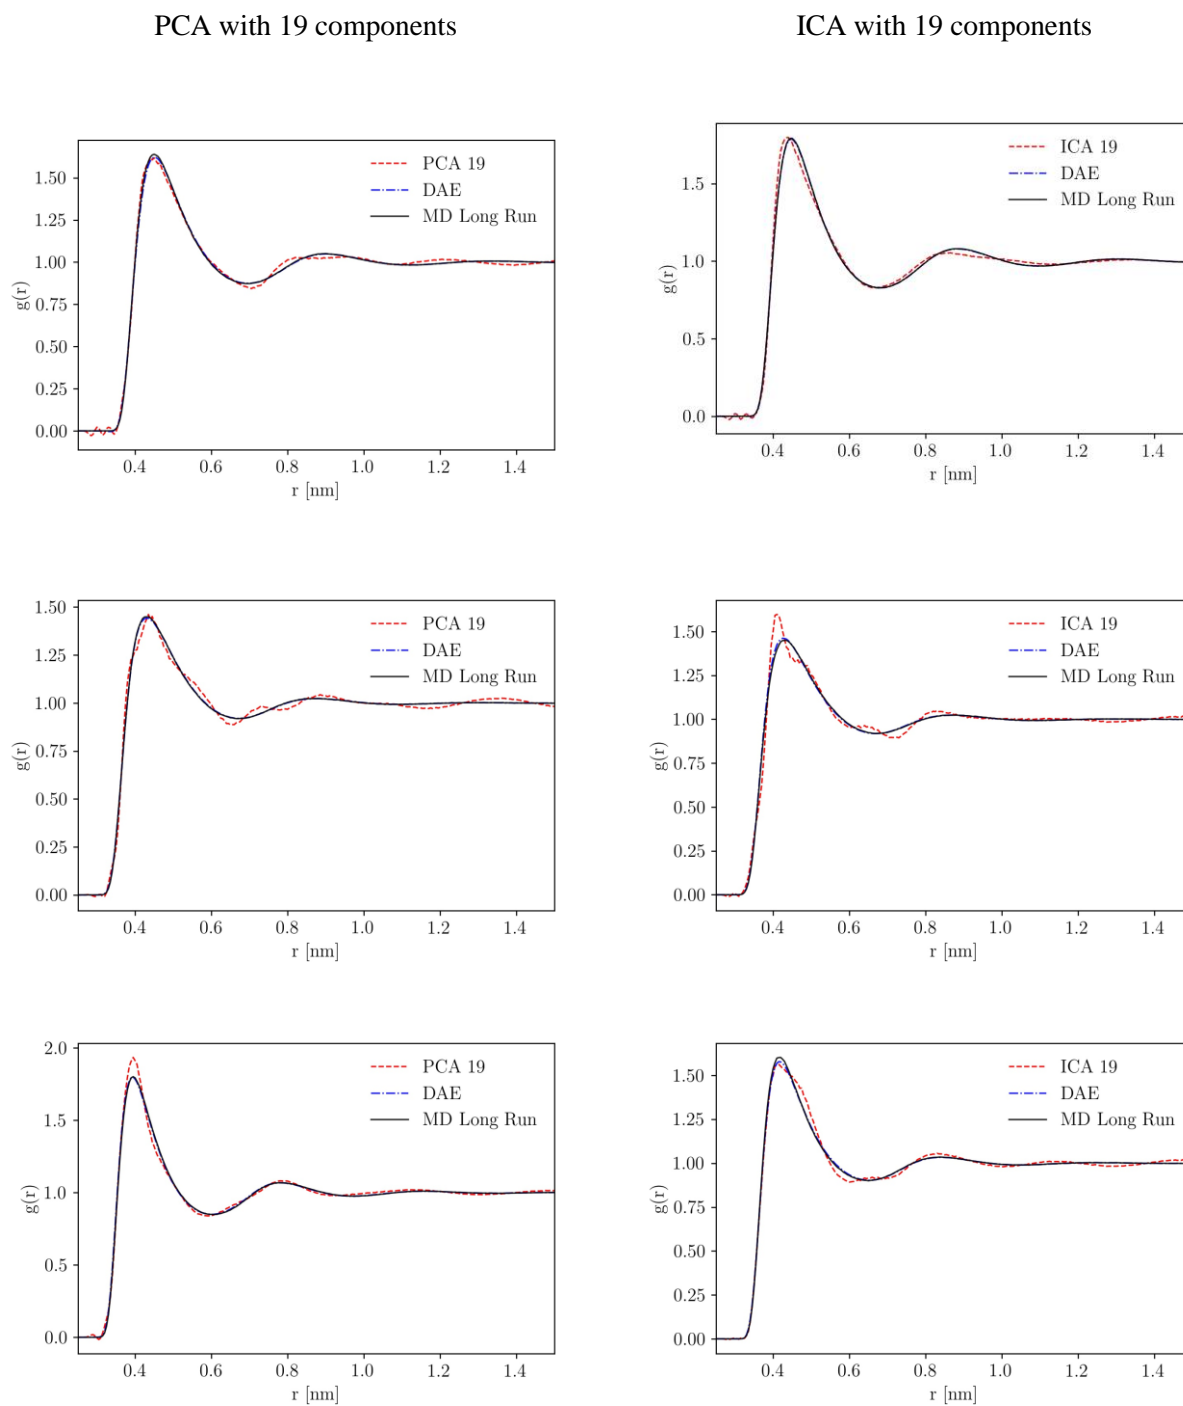 PCA with 19 components
ICA with 19 components
1.50
1.25
1.00
0.75
0.50
0.25
0.00
g(r)
PCA 19
DAE
MD Long Run
0.4 0.6 0.8 1.0 1.2 1.4
r [nm]
1.5
1.0
0.5
0.0
g(r)
ICA 19
DAE
MD Long Run
0.4 0.6 0.8 1.0 1.2 1.4
r [nm]
1.50
1.25
1.00
0.75
0.50
0.25
0.00
g(r)
PCA 19
DAE
MD Long Run
0.4 0.6 0.8 1.0 1.2 1.4
r [nm]
1.50
1.25
1.00
0.75
0.50
0.25
0.00
g(r)
ICA 19
DAE
MD Long Run
0.4 0.6 0.8 1.0 1.2 1.4
r [nm]
2.0
1.5
1.0
0.5
0.0
g(r)
PCA 19
DAE
MD Long Run
0.4 0.6 0.8 1.0 1.2 1.4
r [nm]
1.50
1.25
1.00
0.75
0.50
0.25
0.00
g(r)
ICA 19
DAE
MD Long Run
0.4 0.6 0.8 1.0 1.2 1.4
r [nm]